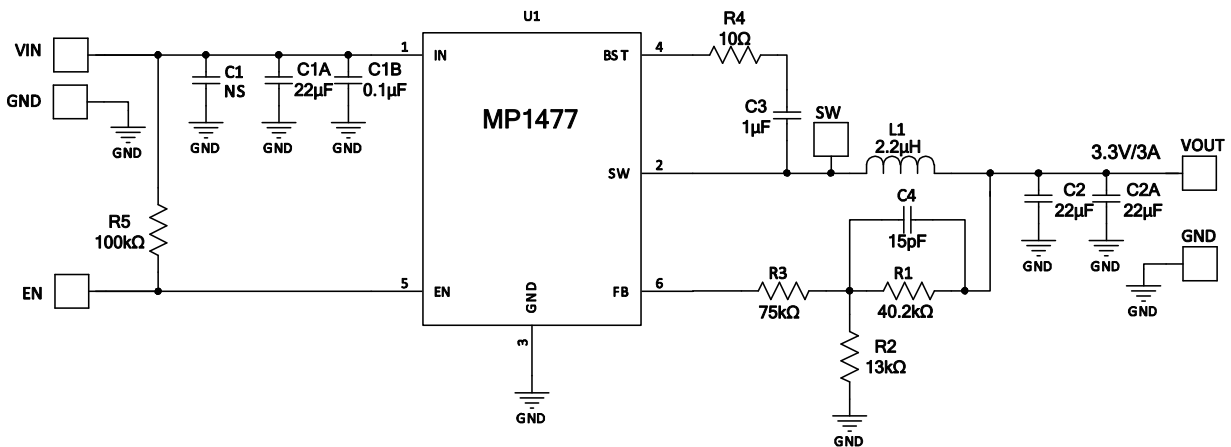 U1
VIN
GND
GND
C1
NS
GND
C1A
22µF
GND
C1B
0.1µF
GND
R5
100kΩ
EN
1
IN
5
EN
MP1477
GND
3
GND
BST
4
SW
2
FB
6
R4
10Ω
C3
1µF
SW
L1
2.2µH
C4
15pF
R3
75kΩ
R1
40.2kΩ
R2
13kΩ
GND
3.3V/3A
VOUT
C2
22µF
GND
C2A
22µF
GND
GND
GND